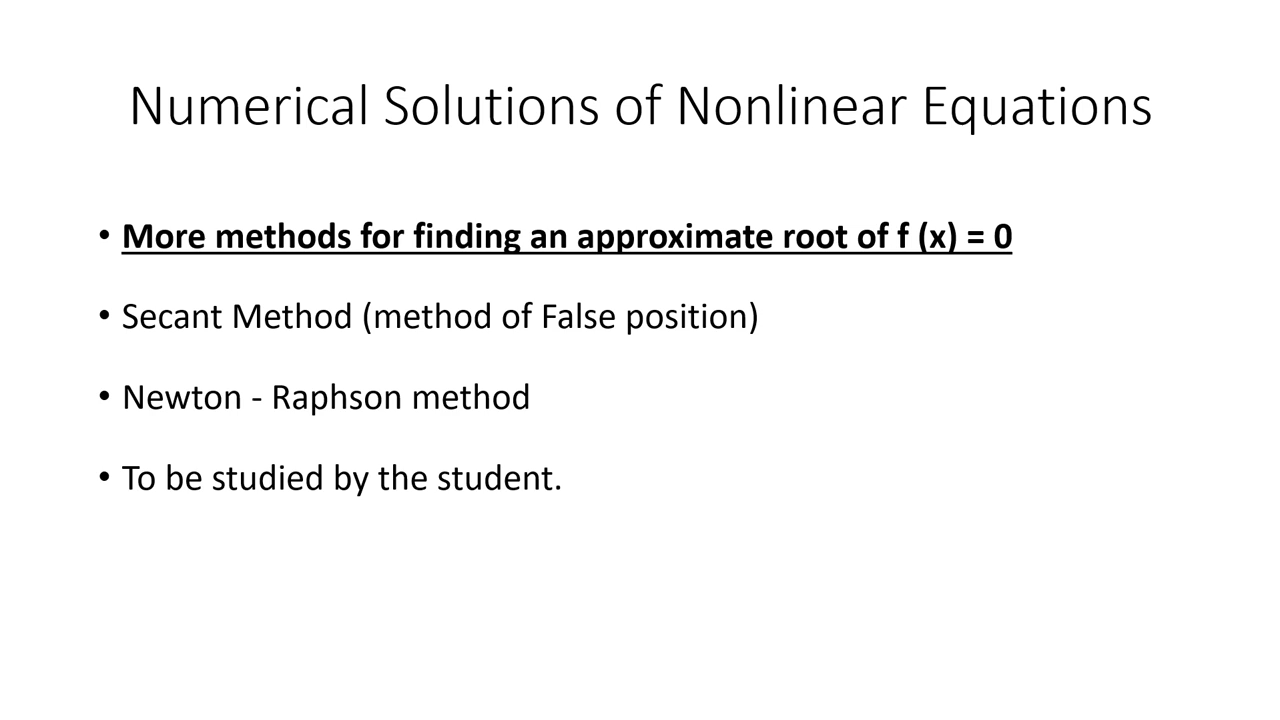 Numerical Solutions of Nonlinear Equations
• More methods for finding an approximate root of f (x) = 0
• Secant Method (method of False position)
• Newton - Raphson method
• To be studied by the student.